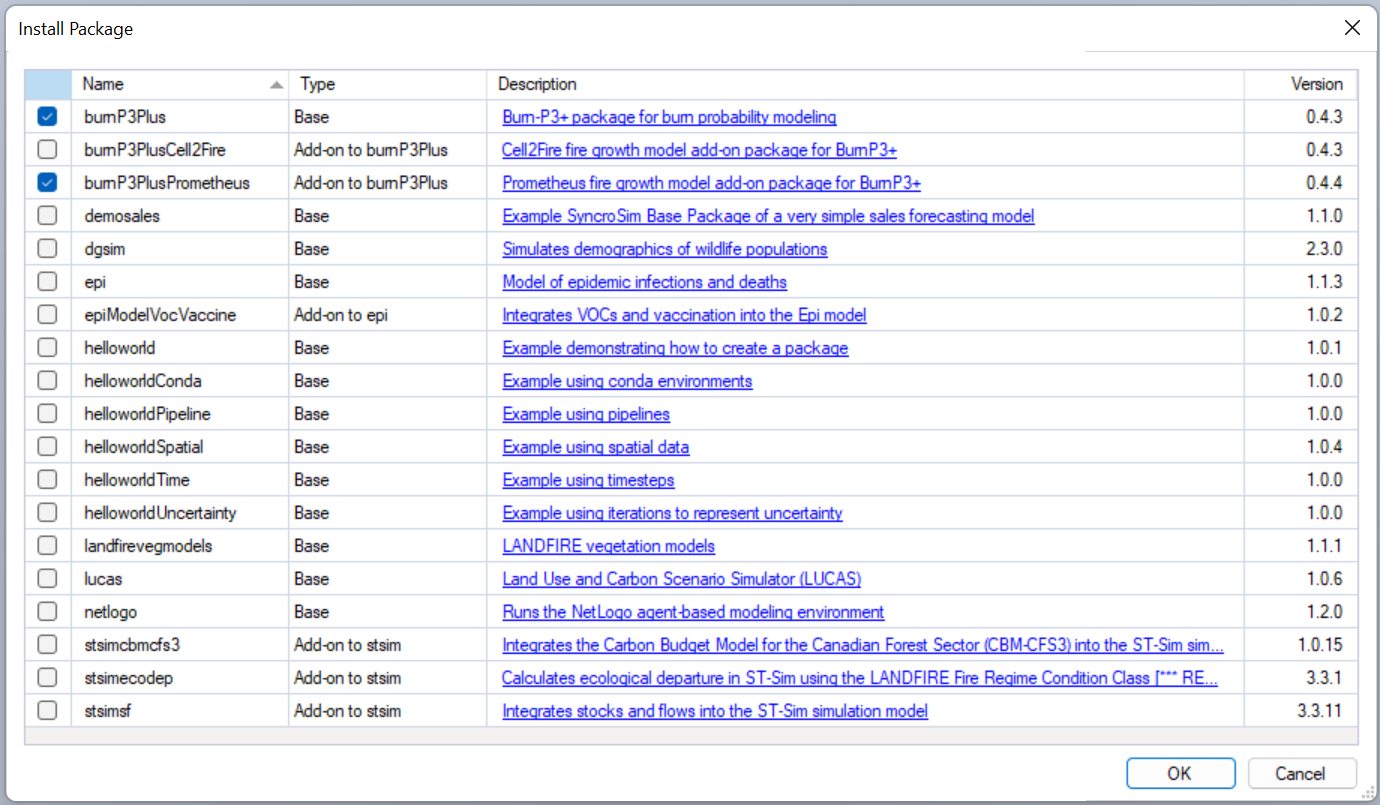 Install Package
Name Type Description Version
burnP3Plus Base Burn-P3+ package for burn probability modeling 0.4.3
burnP3PlusCell2Fire Add-on to burnP3Plus Cell2Fire fire growth model add-on package for BurnP3+ 0.4.3
burnP3PlusPrometheus Add-on to burnP3Plus Prometheus fire growth model add-on package for BurnP3+ 0.4.4
demosales Base Example SyncroSim Base Package of a very simple sales forecasting model 1.1.0
dgsim Base Simulates demographics of wildlife populations 2.3.0
epi Base Model of epidemic infections and deaths 1.1.3
epiModelVocVaccine Add-on to epi Integrates VOCs and vaccination into the Epi model 1.0.2
helloworld Base Example demonstrating how to create a package 1.0.1
helloworldConda Base Example using conda environments 1.0.0
helloworldPipeline Base Example using pipelines 1.0.0
helloworldSpatial Base Example using spatial data 1.0.4
helloworldTime Base Example using timesteps 1.0.0
helloworldUncertainty Base Example using iterations to represent uncertainty 1.0.0
landfirevegmodels Base LANDFIRE vegetation models 1.1.1
lucas Base Land Use and Carbon Scenario Simulator (LUCAS) 1.0.6
netlogo Base Runs the NetLogo agent-based modeling environment 1.2.0
stsimcbmcfs3 Add-on to stsim Integrates the Carbon Budget Model for the Canadian Forest Sector (CBM-CFS3) into the ST-Sim sim... 1.0.15
stsimecodep Add-on to stsim Calculates ecological departure in ST-Sim using the LANDFIRE Fire Regime Condition Class [*** RE... 3.3.1
stsimsf Add-on to stsim Integrates stocks and flows into the ST-Sim simulation model 3.3.11
OK Cancel